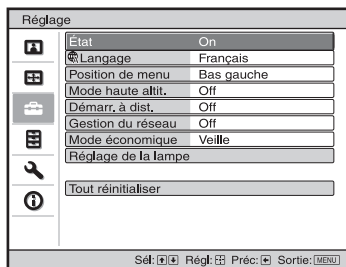 Réglage
État On
Langage Français
Position de menu Bas gauche
Mode haute altit. Off
Démarr. à dist. Off
Gestion du réseau Off
Mode économique Veille
Réglage de la lampe
Tout réinitialiser
Sél: Régl: Préc: Sortie: MENU